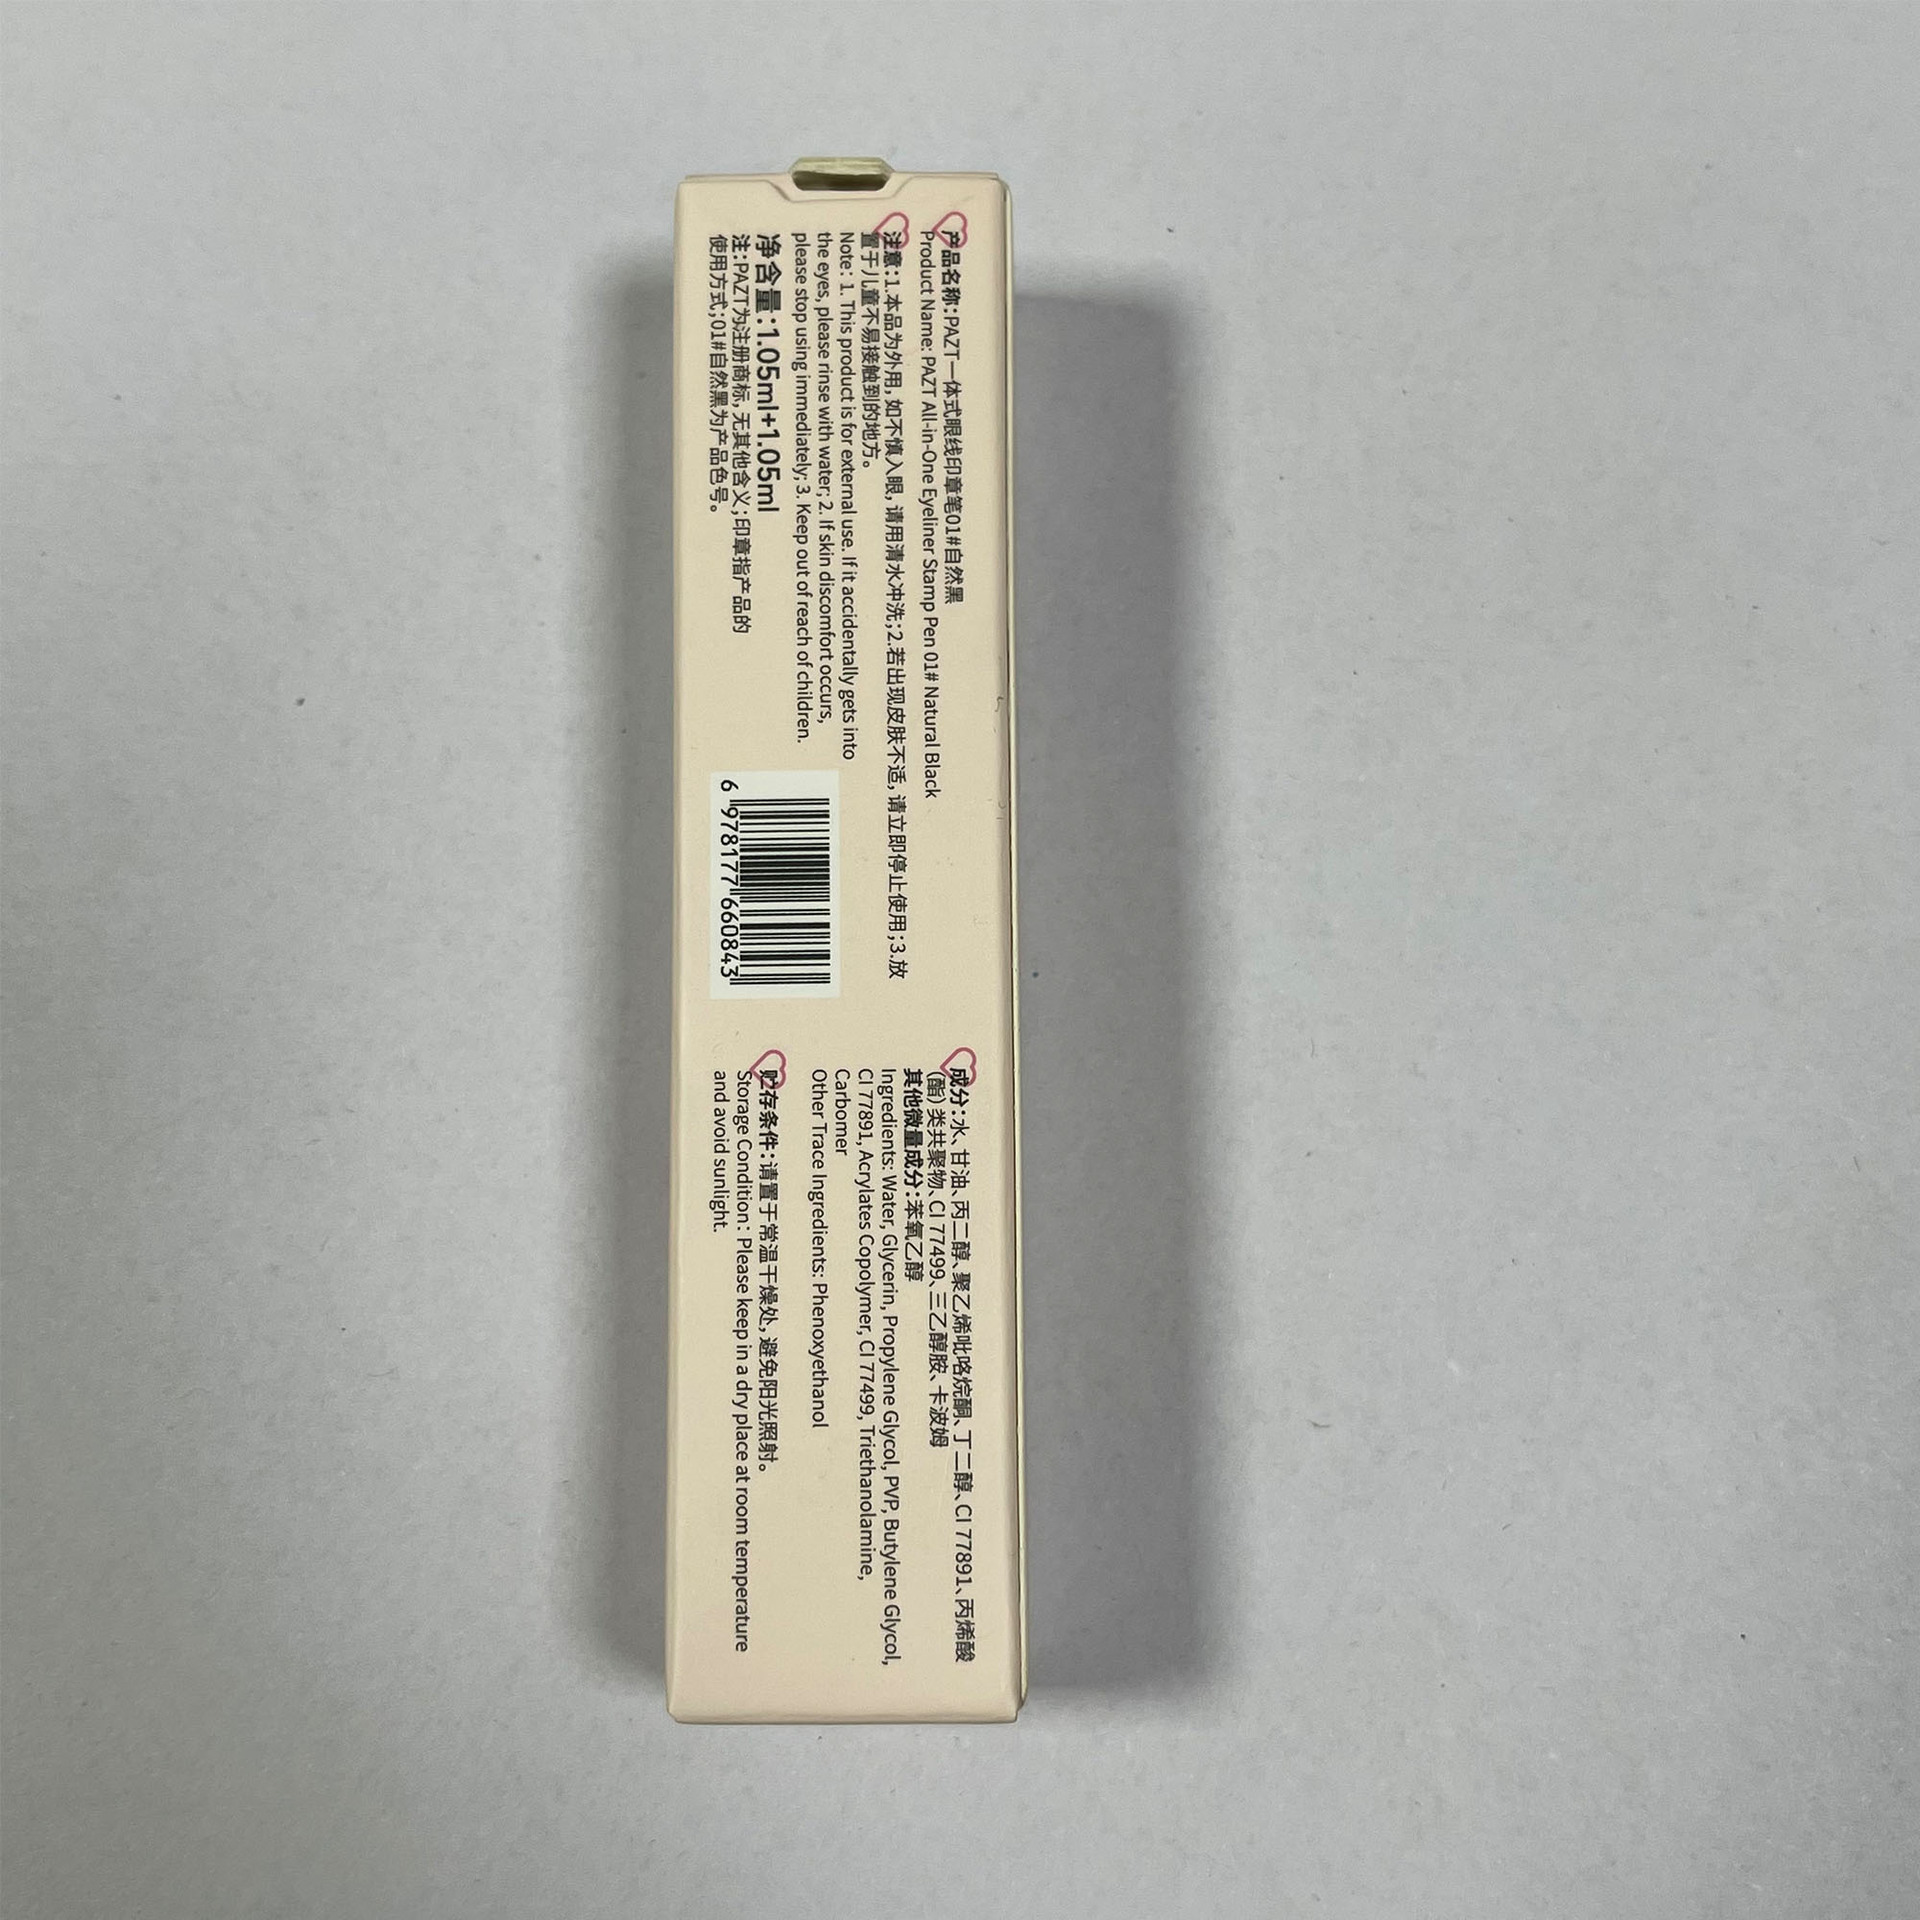 产品名称:PAZT一体式眼线印章笔01#自然黑
Product Name: PAZT All-in-One Eyeliner Stamp Pen 01# Natural Black
注意:1.本品为外用, 如不慎入眼, 请用清水冲洗;2.若出现皮肤不适, 请立即停止使用;3.放
置于儿童不易接触到的地方。
Note: 1. This product is for external use. If it accidentally gets into
the eyes, please rinse with water; 2. If skin discomfort occurs,
please stop using immediately; 3. Keep out of reach of children.
净含量:1.05ml+1.05ml
注:PAZT为注册商标, 无其他含义;印章指产品的
使用方式;01#自然黑为产品色号。
6 978177 660843
成分:水、甘油、丙二醇、聚乙烯吡咯烷酮、丁二醇、CI 77891、丙烯酸
(酯)类共聚物、CI 77499、三乙醇胺、卡波姆
其他微量成分:苯氧乙醇
Ingredients: Water, Glycerin, Propylene Glycol, PVP, Butylene Glycol,
CI 77891, Acrylates Copolymer, CI 77499, Triethanolamine,
Carbomer
Other Trace Ingredients: Phenoxyethanol
贮存条件:请置于常温干燥处, 避免阳光照射。
Storage Condition: Please keep in a dry place at room temperature
and avoid sunlight.